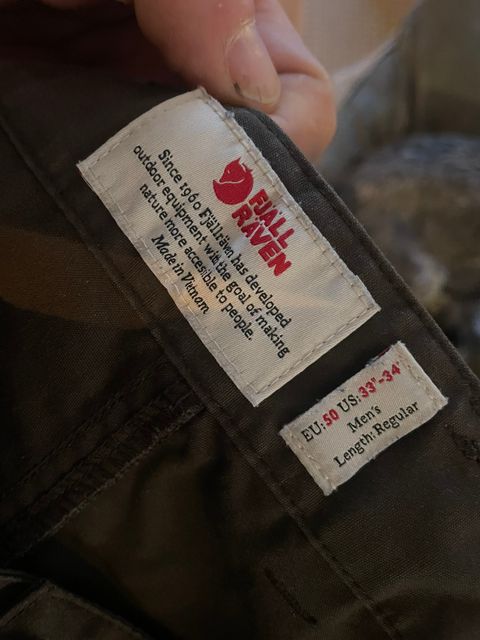 FJÄLL
RÄVEN
Since 1960 Fjällräven has developed
outdoor equipment with the goal of making
nature more accesible to people.
Made in Vietnam
EU:50 US:33"-34"
Men's
Length: Regular